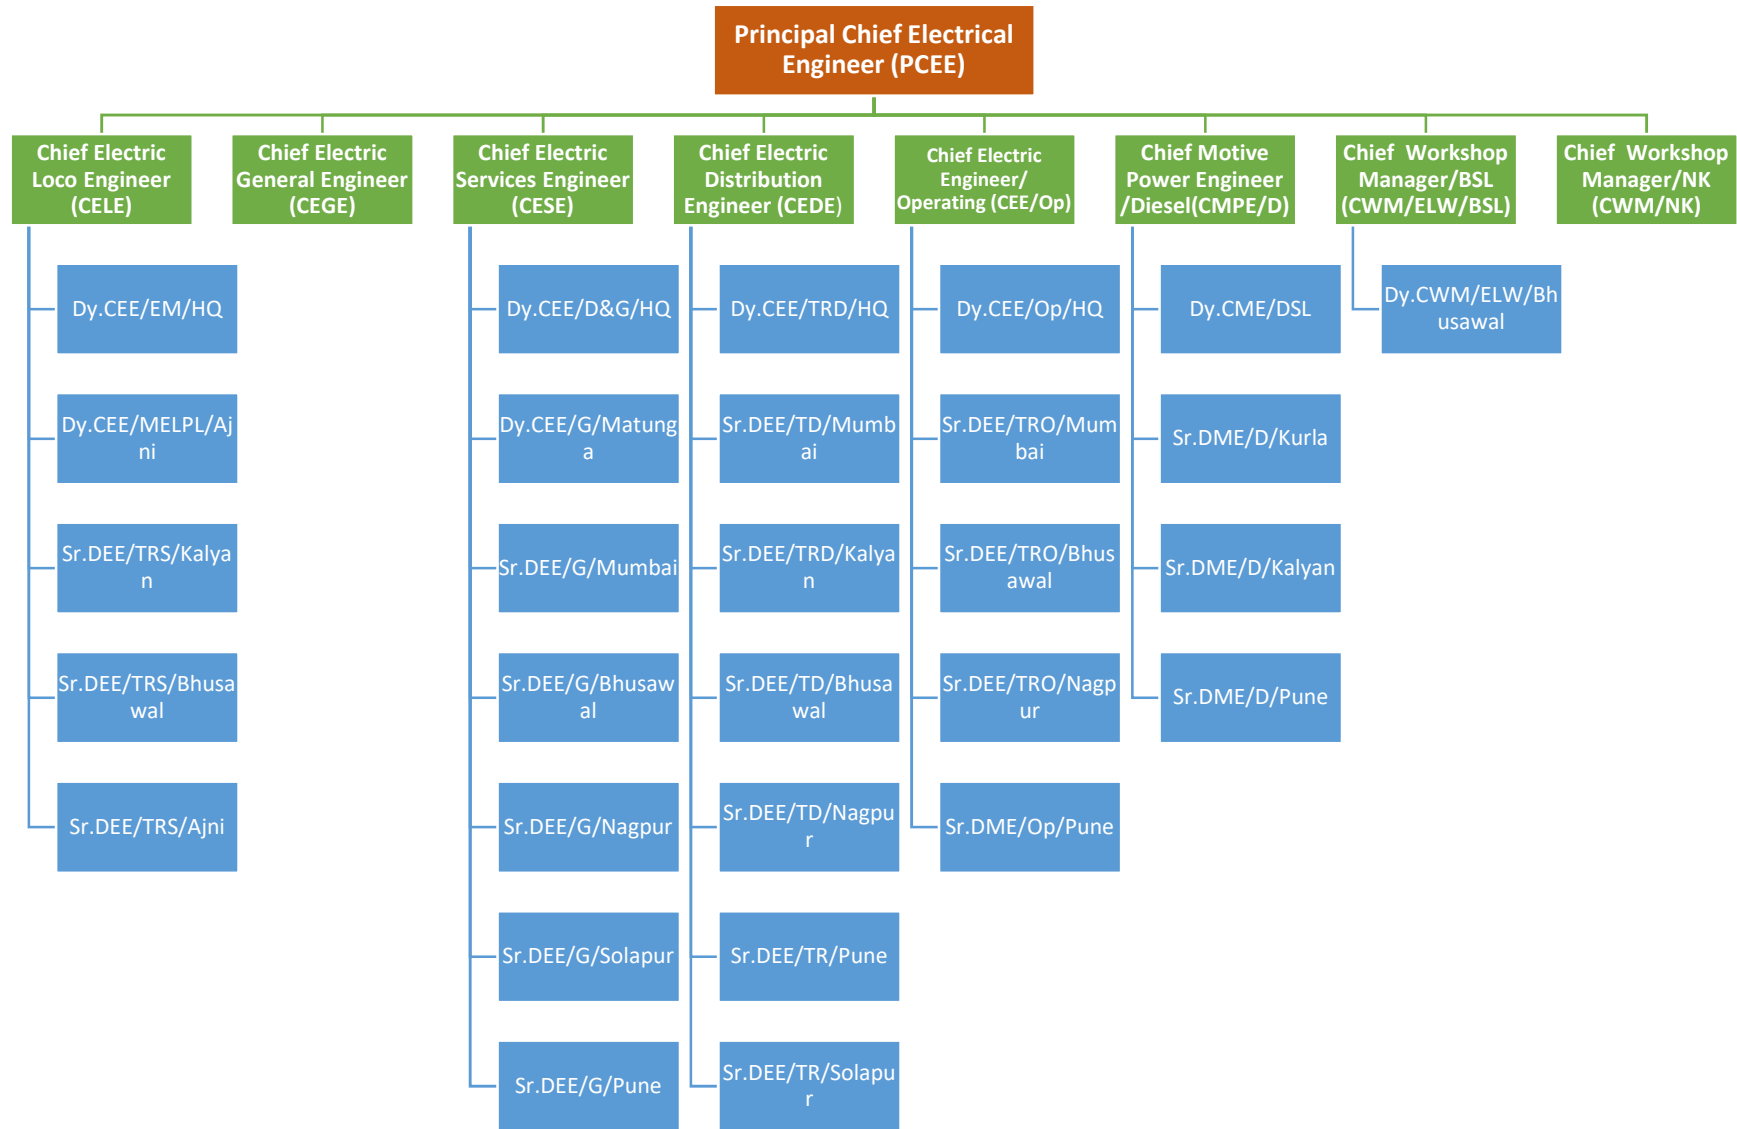 Principal Chief Electrical
Engineer (PCEE)
Chief Electric
Loco Engineer
(CELE)
Chief Electric
General Engineer
(CEGE)
Chief Electric
Services Engineer
(CESE)
Chief Electric
Distribution
Engineer (CEDE)
Chief Electric
Engineer/
Operating (CEE/Op)
Chief Motive
Power Engineer
/Diesel(CMPE/D)
Chief  Workshop
Manager/BSL
(CWM/ELW/BSL)
Chief  Workshop
Manager/NK
(CWM/NK)
Dy.CEE/EM/HQ
Dy.CEE/MELPL/Aj
ni
Sr.DEE/TRS/Kalya
n
Sr.DEE/TRS/Bhusa
wal
Sr.DEE/TRS/Ajni
Dy.CEE/D&G/HQ
Dy.CEE/G/Matung
a
Sr.DEE/G/Mumbai
Sr.DEE/G/Bhusaw
al
Sr.DEE/G/Nagpur
Sr.DEE/G/Solapur
Sr.DEE/G/Pune
Dy.CEE/TRD/HQ
Sr.DEE/TD/Mumb
ai
Sr.DEE/TRD/Kalya
n
Sr.DEE/TD/Bhusa
wal
Sr.DEE/TD/Nagpu
r
Sr.DEE/TR/Pune
Sr.DEE/TR/Solapu
r
Dy.CEE/Op/HQ
Sr.DEE/TRO/Mum
bai
Sr.DEE/TRO/Bhus
awal
Sr.DEE/TRO/Nagp
ur
Sr.DME/Op/Pune
Dy.CME/DSL
Sr.DME/D/Kurla
Sr.DME/D/Kalyan
Sr.DME/D/Pune
Dy.CWM/ELW/Bh
usawal